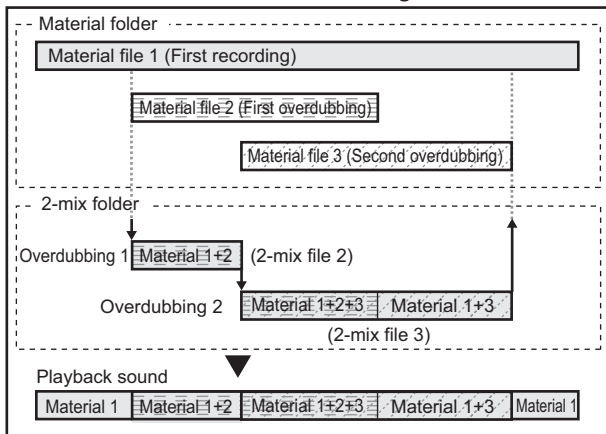 Material folder
Material file 1 (First recording)
Material file 2 (First overdubbing)
Material file 3 (Second overdubbing)
2-mix folder
Overdubbing 1 Material 1+2 (2-mix file 2)
Overdubbing 2 Material 1+2+3 Material 1+3
(2-mix file 3)
Playback sound
Material 1 Material 1+2 Material 1+2+3 Material 1+3 Material 1